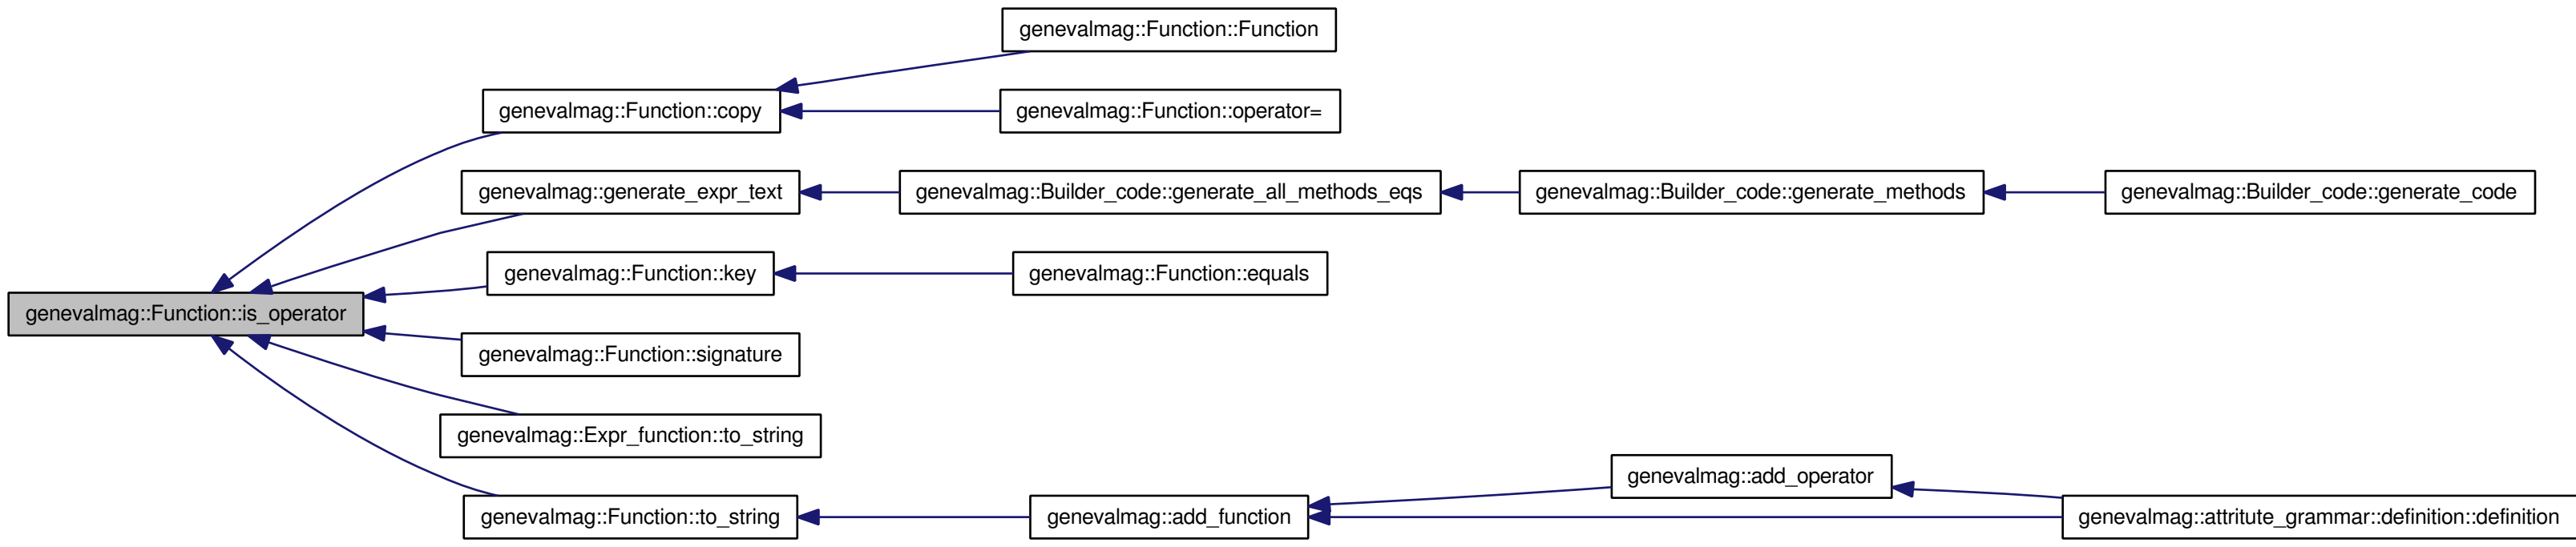 genevalmag::Function::Function
genevalmag::Function::copy
genevalmag::Function::operator=
genevalmag::generate_expr_text
genevalmag::Builder_code::generate_all_methods_eqs
genevalmag::Builder_code::generate_methods
genevalmag::Builder_code::generate_code
genevalmag::Function::key
genevalmag::Function::equals
genevalmag::Function::is_operator
genevalmag::Function::signature
genevalmag::Expr_function::to_string
genevalmag::add_operator
genevalmag::Function::to_string
genevalmag::add_function
genevalmag::attritute_grammar::definition::definition